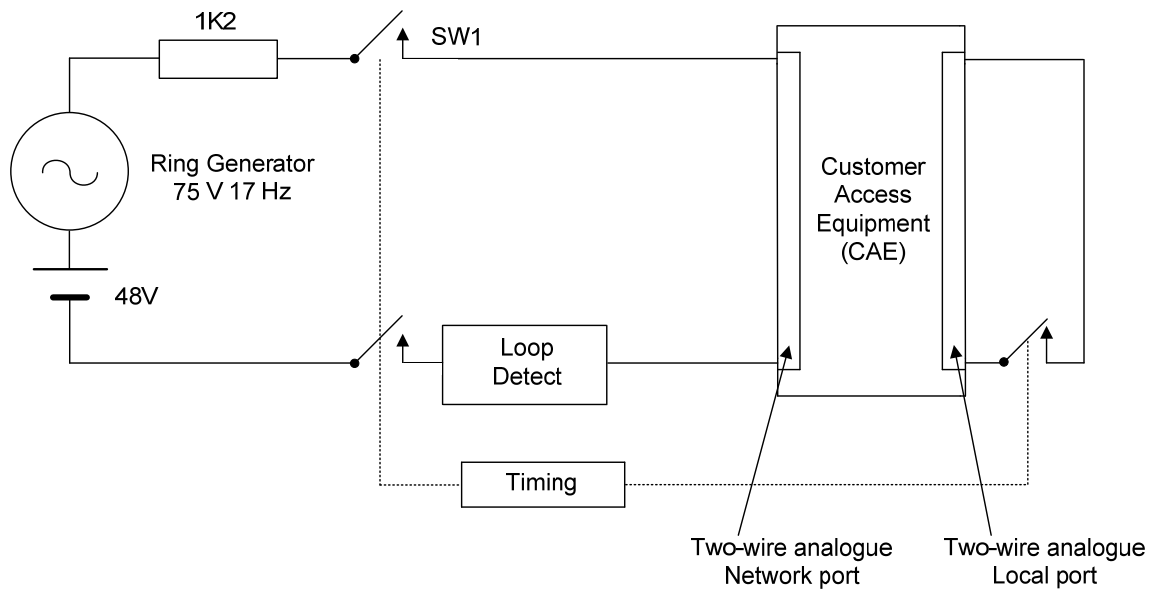 1K2
SW1
Ring Generator
75 V 17 Hz
48V
Customer
Access
Equipment
(CAE)
Loop
Detect
Timing
Two-wire analogue
Network port
Two-wire analogue
Local port